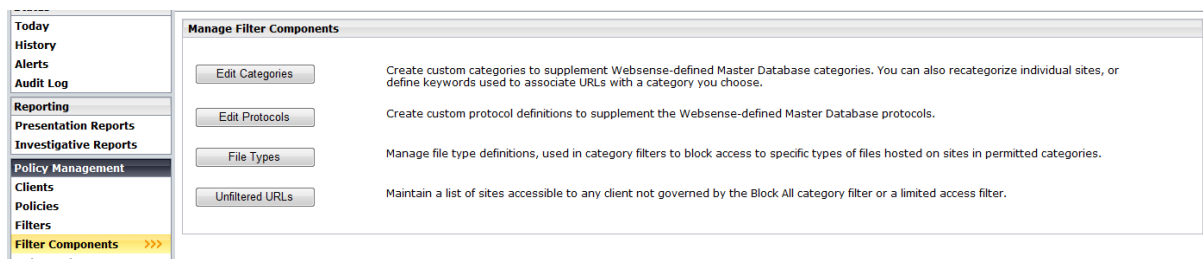 Status
Today
History
Alerts
Audit Log
Reporting
Presentation Reports
Investigative Reports
Policy Management
Clients
Policies
Filters
Filter Components >>>
Manage Filter Components
Edit Categories
Create custom categories to supplement Websense-defined Master Database categories. You can also recategorize individual sites, or
define keywords used to associate URLs with a category you choose.
Edit Protocols
Create custom protocol definitions to supplement the Websense-defined Master Database protocols.
File Types
Manage file type definitions, used in category filters to block access to specific types of files hosted on sites in permitted categories.
Unfiltered URLs
Maintain a list of sites accessible to any client not governed by the Block All category filter or a limited access filter.